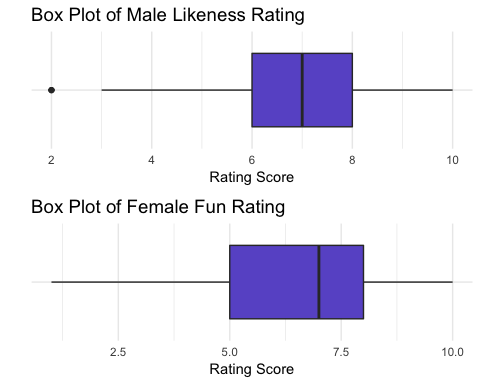 Box Plot of Male Likeness Rating
2 4 6 8 10
Rating Score
Box Plot of Female Fun Rating
2.5 5.0 7.5 10.0
Rating Score